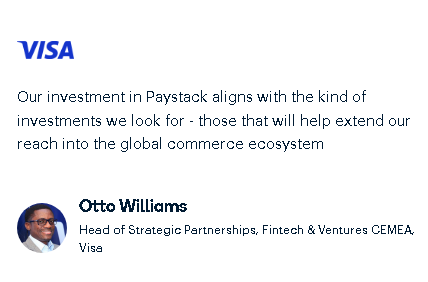 VISA
Our investment in Paystack aligns with the kind of
investments we look for - those that will help extend our
reach into the global commerce ecosystem
Otto Williams
Head of Strategic Partnerships, Fintech & Ventures CEMEA,
Visa